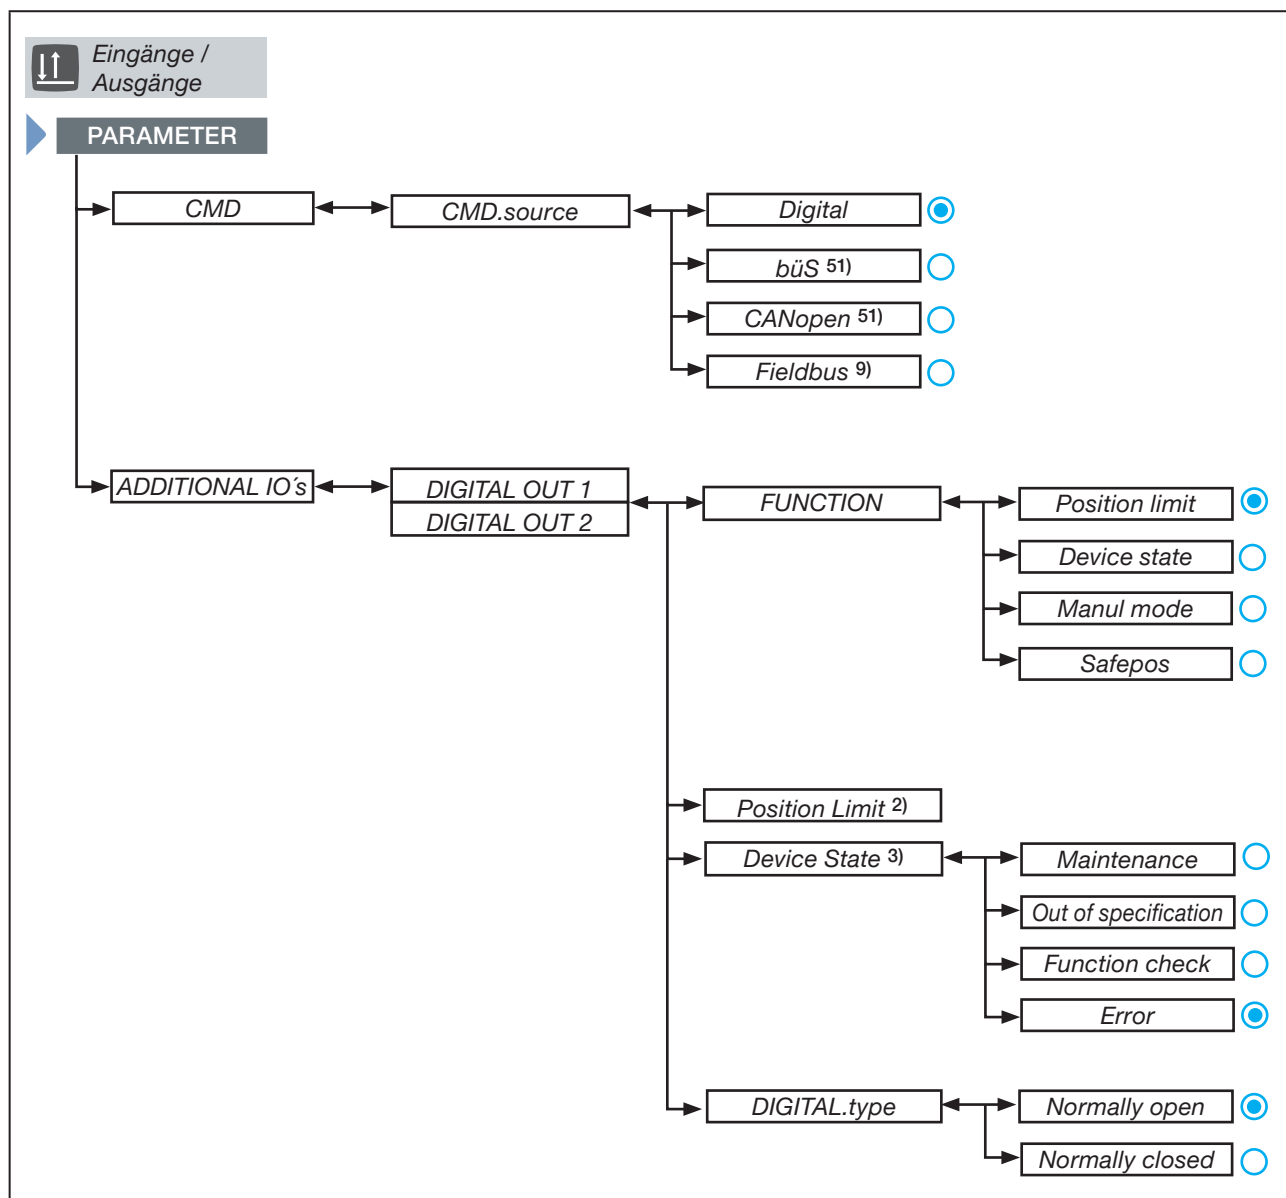 Eingänge /
Ausgänge
PARAMETER
CMD
CMD.source
Digital
büS 51)
CANopen 51)
Fieldbus 9)
ADDITIONAL IO´s
DIGITAL OUT 1
DIGITAL OUT 2
FUNCTION
Position limit
Device state
Manul mode
Safepos
Position Limit 2)
Device State 3)
Maintenance
Out of specification
Function check
Error
DIGITAL.type
Normally open
Normally closed